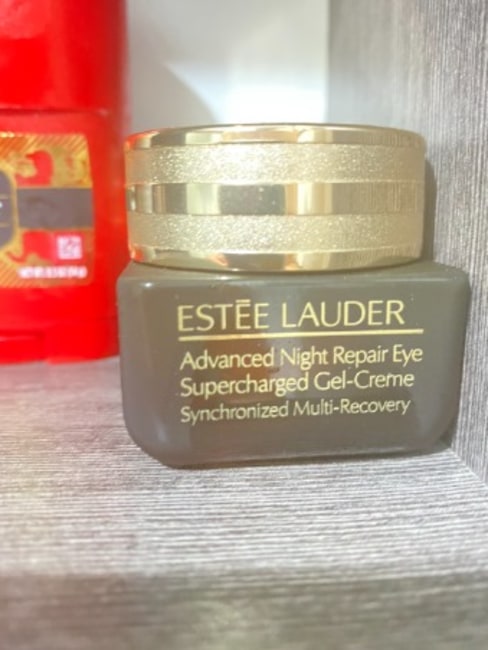 ESTĒE LAUDER
Advanced Night Repair Eye
Supercharged Gel-Creme
Synchronized Multi-Recovery